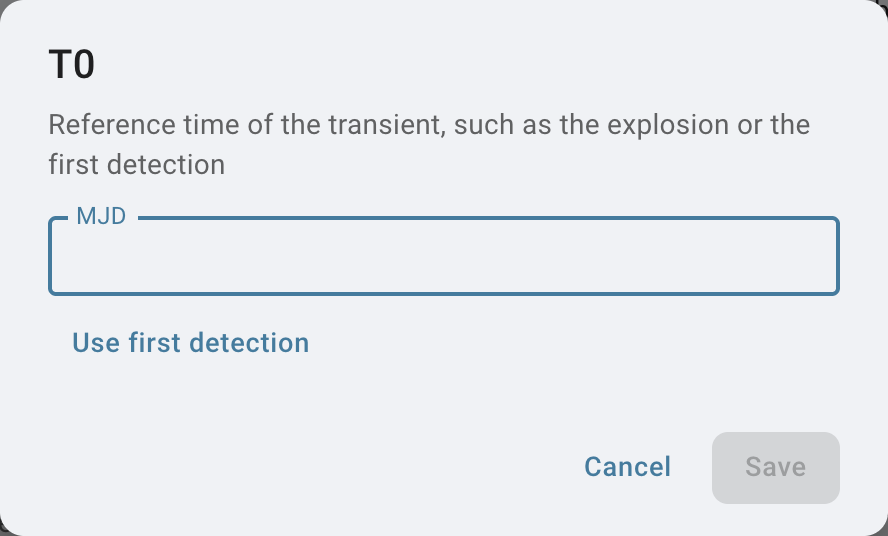 T0
Reference time of the transient, such as the explosion or the
first detection
MJD
Use first detection
Cancel
Save